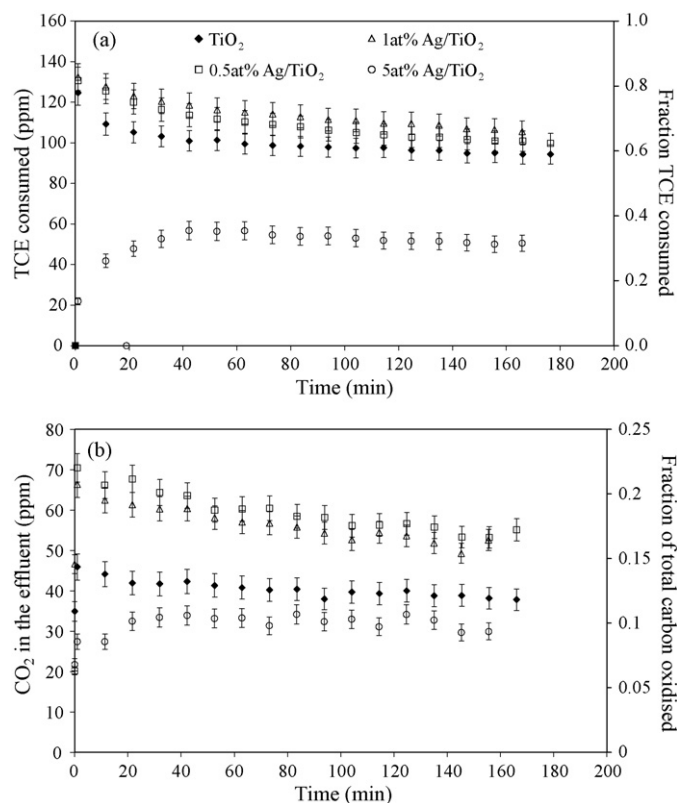 (a)
◆ TiO₂
△ 1at% Ag/TiO₂
□ 0.5at% Ag/TiO₂
○ 5at% Ag/TiO₂
160
140
120
100
80
60
40
20
0
TCE consumed (ppm)
1.0
0.8
0.6
0.4
0.2
0.0
Fraction TCE consumed
0 20 40 60 80 100 120 140 160 180 200
Time (min)
(b)
80
70
60
50
40
30
20
10
0
CO₂ in the effluent (ppm)
0.25
0.2
0.15
0.1
0.05
0
Fraction of total carbon oxidised
0 20 40 60 80 100 120 140 160 180 200
Time (min)